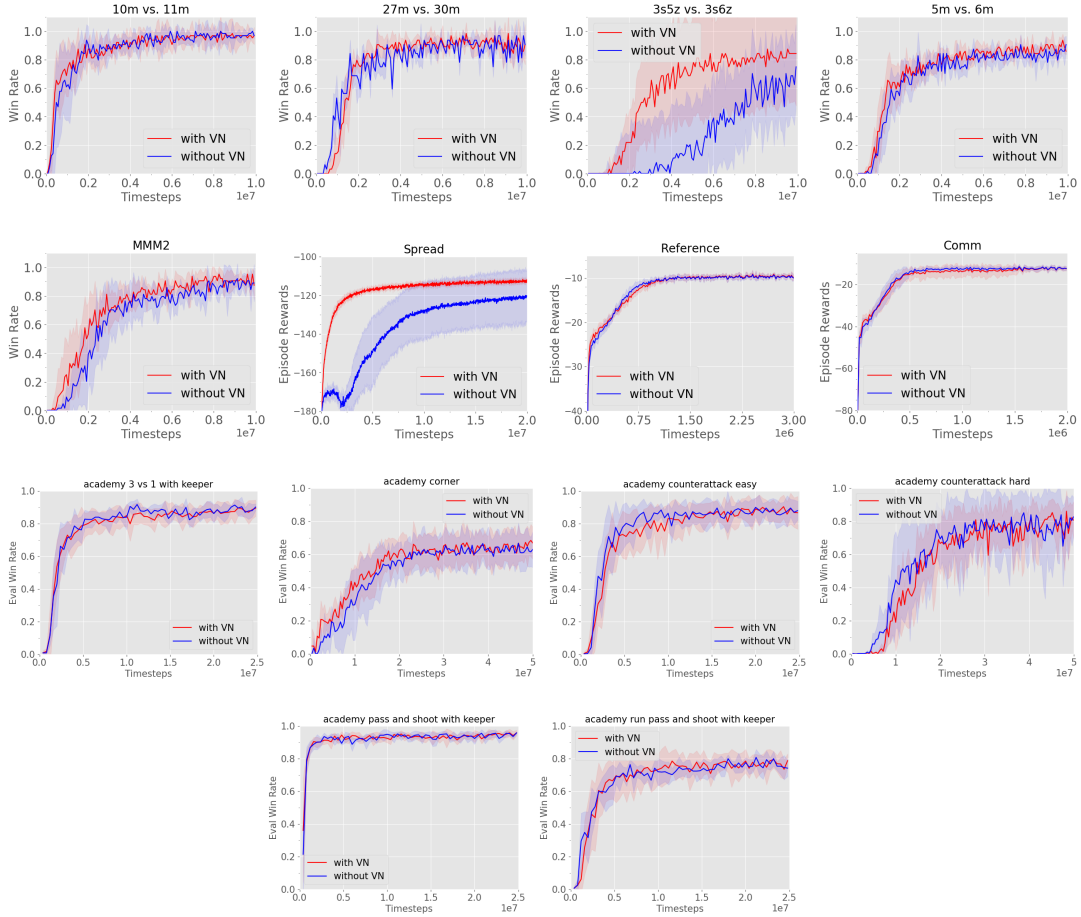 10m vs. 11m
27m vs. 30m
3s5z vs. 3s6z
5m vs. 6m
1.0
0.8
0.6
0.4
0.2
0.0
Win Rate
with VN
without VN
0.0 0.2 0.4 0.6 0.8 1.0
Timesteps
1e7
1.0
0.8
0.6
0.4
0.2
0.0
Win Rate
with VN
without VN
0.0 0.2 0.4 0.6 0.8 1.0
Timesteps
1e7
1.0
0.8
0.6
0.4
0.2
0.0
Win Rate
with VN
without VN
0.0 0.2 0.4 0.6 0.8 1.0
Timesteps
1e7
1.0
0.8
0.6
0.4
0.2
0.0
Win Rate
with VN
without VN
0.0 0.2 0.4 0.6 0.8 1.0
Timesteps
1e7
MMM2
Spread
Reference
Comm
1.0
0.8
0.6
0.4
0.2
0.0
Win Rate
with VN
without VN
0.0 0.2 0.4 0.6 0.8 1.0
Timesteps
1e7
−100
−120
−140
−160
−180
Episode Rewards
with VN
without VN
0.0 0.5 1.0 1.5 2.0
Timesteps
1e7
−10
−20
−30
−40
Episode Rewards
with VN
without VN
0.0 0.75 1.50 2.25 3.00
Timesteps
1e6
−20
−40
−60
−80
Episode Rewards
with VN
without VN
0.0 0.4 0.8 1.2 1.6 2.0
Timesteps
1e6
academy 3 vs 1 with keeper
academy corner
academy counterattack easy
academy counterattack hard
1.0
0.8
0.6
0.4
0.2
0.0
Eval Win Rate
with VN
without VN
0.0 0.5 1.0 1.5 2.0 2.5
Timesteps
1e7
1.0
0.8
0.6
0.4
0.2
0.0
Eval Win Rate
with VN
without VN
0 1 2 3 4 5
Timesteps
1e7
1.0
0.8
0.6
0.4
0.2
0.0
Eval Win Rate
with VN
without VN
0.0 0.5 1.0 1.5 2.0 2.5
Timesteps
1e7
1.0
0.8
0.6
0.4
0.2
0.0
Eval Win Rate
with VN
without VN
0 1 2 3 4 5
Timesteps
1e7
academy pass and shoot with keeper
academy run pass and shoot with keeper
1.0
0.8
0.6
0.4
0.2
0.0
Eval Win Rate
with VN
without VN
0.0 0.5 1.0 1.5 2.0 2.5
Timesteps
1e7
1.0
0.8
0.6
0.4
0.2
0.0
Eval Win Rate
with VN
without VN
0.0 0.5 1.0 1.5 2.0 2.5
Timesteps
1e7